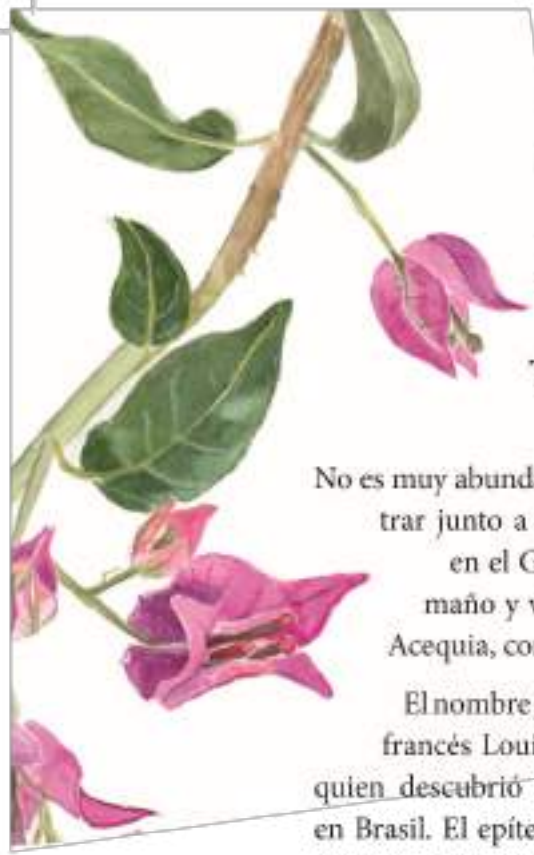 No es muy abund
trar junto a
en el G
maño y v
Acequia, con
El nombre
francés Loui
quien descubrió
en Brasil. El epíte